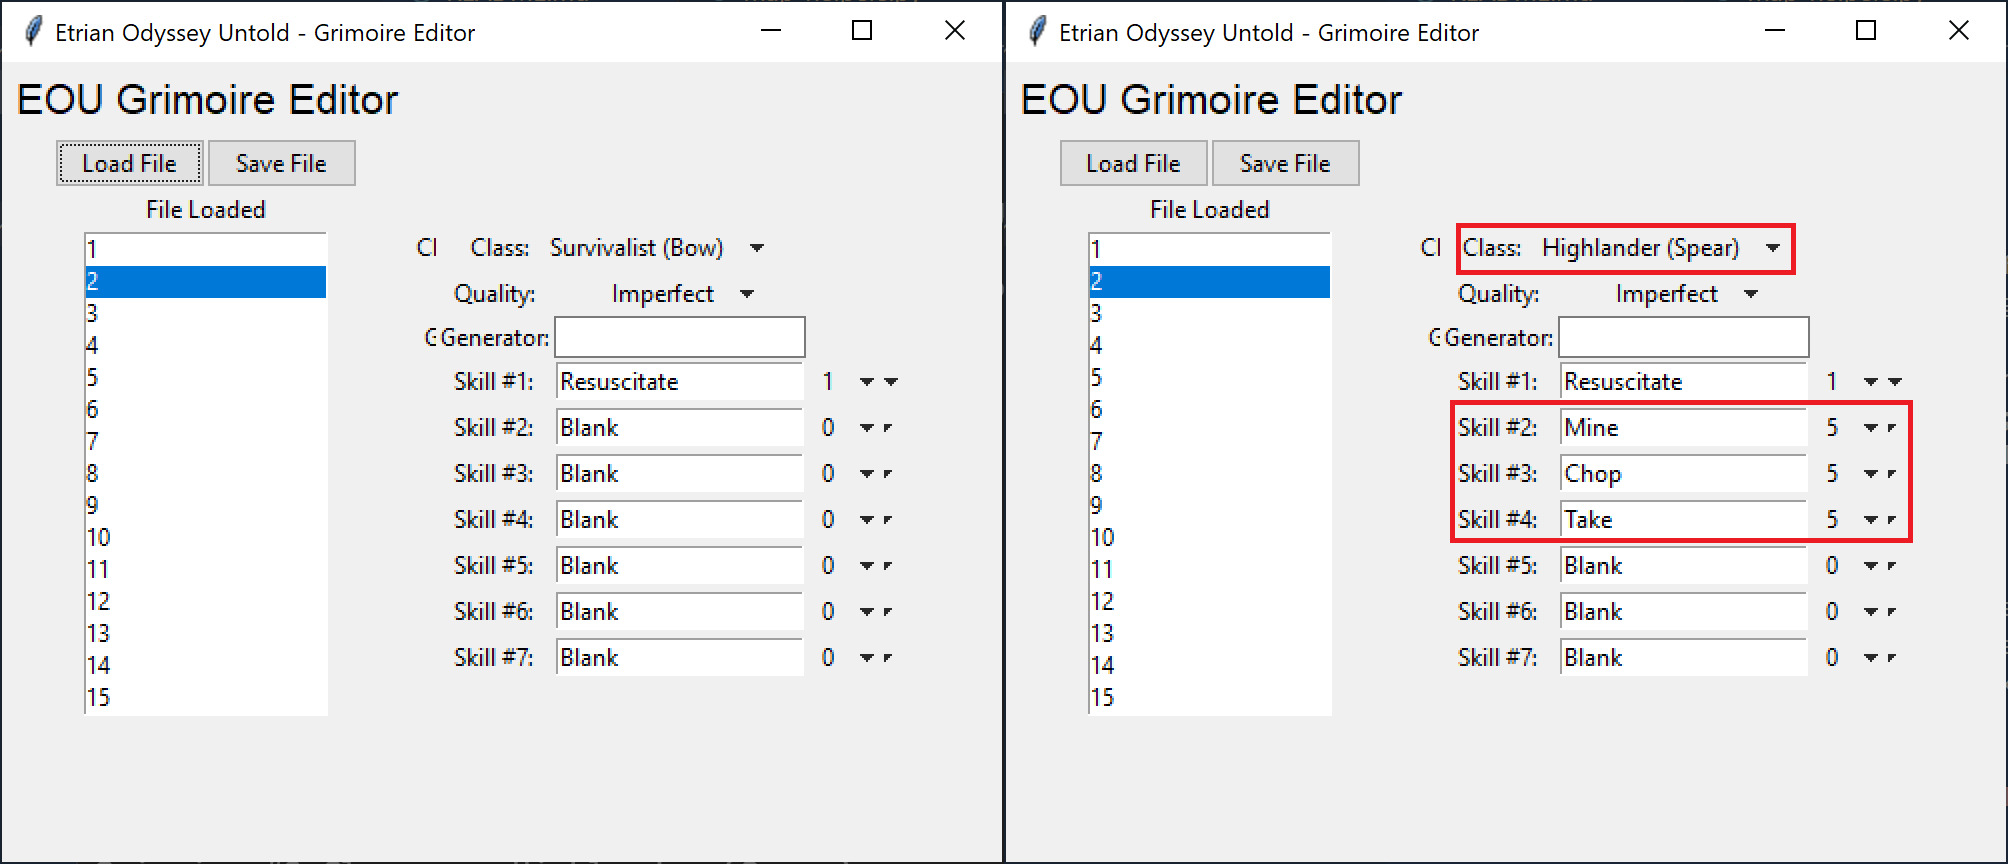 Etrian Odyssey Untold - Grimoire Editor
EOU Grimoire Editor
Load File Save File
File Loaded
1
2
3
4
5
6
7
8
9
10
11
12
13
14
15
Cl Class: Survivalist (Bow)
Quality: Imperfect
Generator:
Skill #1: Resuscitate 1
Skill #2: Blank 0
Skill #3: Blank 0
Skill #4: Blank 0
Skill #5: Blank 0
Skill #6: Blank 0
Skill #7: Blank 0
Etrian Odyssey Untold - Grimoire Editor
EOU Grimoire Editor
Load File Save File
File Loaded
1
2
3
4
5
6
7
8
9
10
11
12
13
14
15
Cl Class: Highlander (Spear)
Quality: Imperfect
Generator:
Skill #1: Resuscitate 1
Skill #2: Mine 5
Skill #3: Chop 5
Skill #4: Take 5
Skill #5: Blank 0
Skill #6: Blank 0
Skill #7: Blank 0